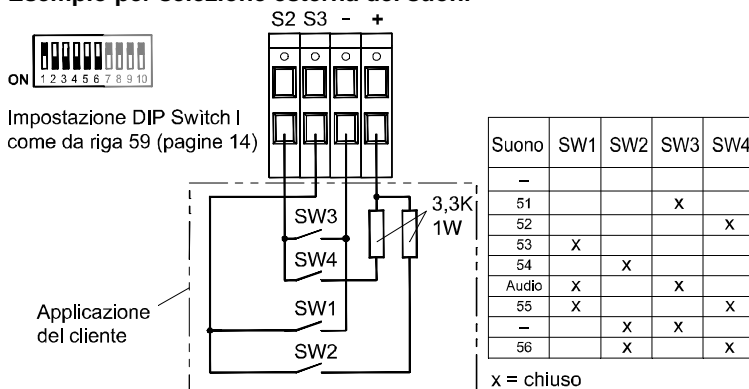 Esempio per selezione esterna dei suoni
S2 S3 - +
ON 1 2 3 4 5 6 7 8 9 10
Impostazione DIP Switch I
come da riga 59 (pagine 14)
SW3
3,3K
1W
SW4
SW1
SW2
Applicazione
del cliente
Suono SW1 SW2 SW3 SW4
–
51 x
52 x
53 x
54 x
Audio x x
55 x x
– x x
56 x x
x = chiuso